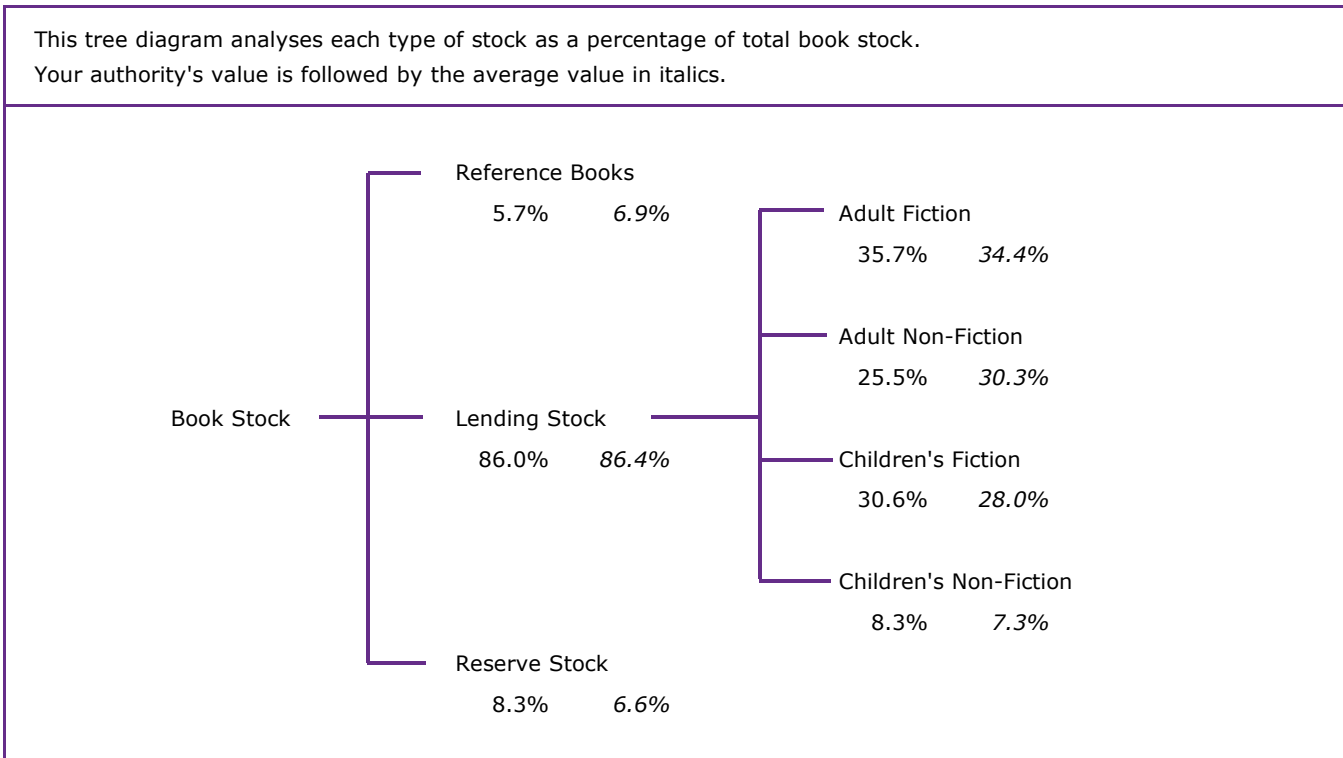 This tree diagram analyses each type of stock as a percentage of total book stock.
Your authority's value is followed by the average value in italics.
Reference Books
5.7% 6.9%
Adult Fiction
35.7% 34.4%
Adult Non-Fiction
25.5% 30.3%
Book Stock
Lending Stock
86.0% 86.4%
Children's Fiction
30.6% 28.0%
Children's Non-Fiction
8.3% 7.3%
Reserve Stock
8.3% 6.6%